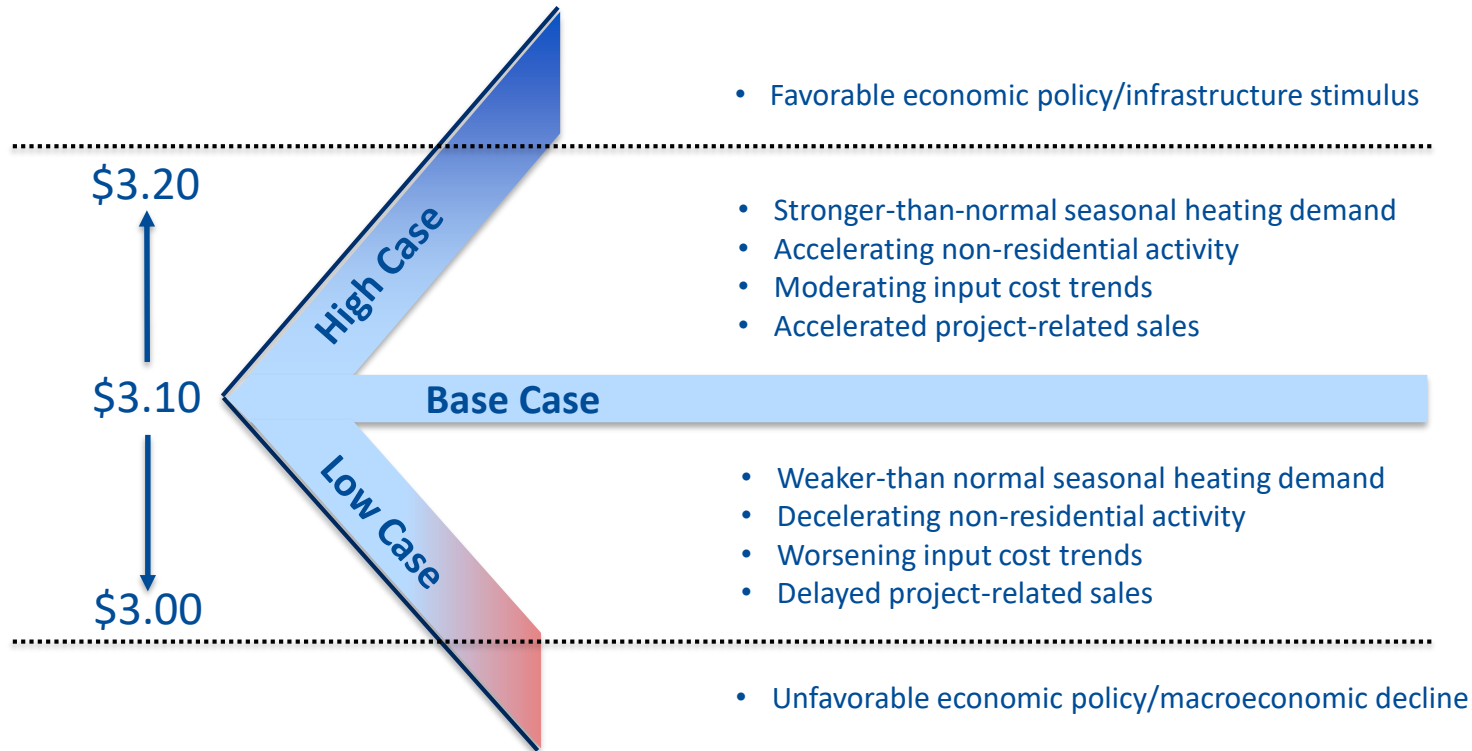 • Favorable economic policy/infrastructure stimulus
$3.20
• Stronger-than-normal seasonal heating demand
• Accelerating non-residential activity
• Moderating input cost trends
• Accelerated project-related sales
High Case
$3.10
Base Case
Low Case
• Weaker-than normal seasonal heating demand
• Decelerating non-residential activity
• Worsening input cost trends
• Delayed project-related sales
$3.00
• Unfavorable economic policy/macroeconomic decline